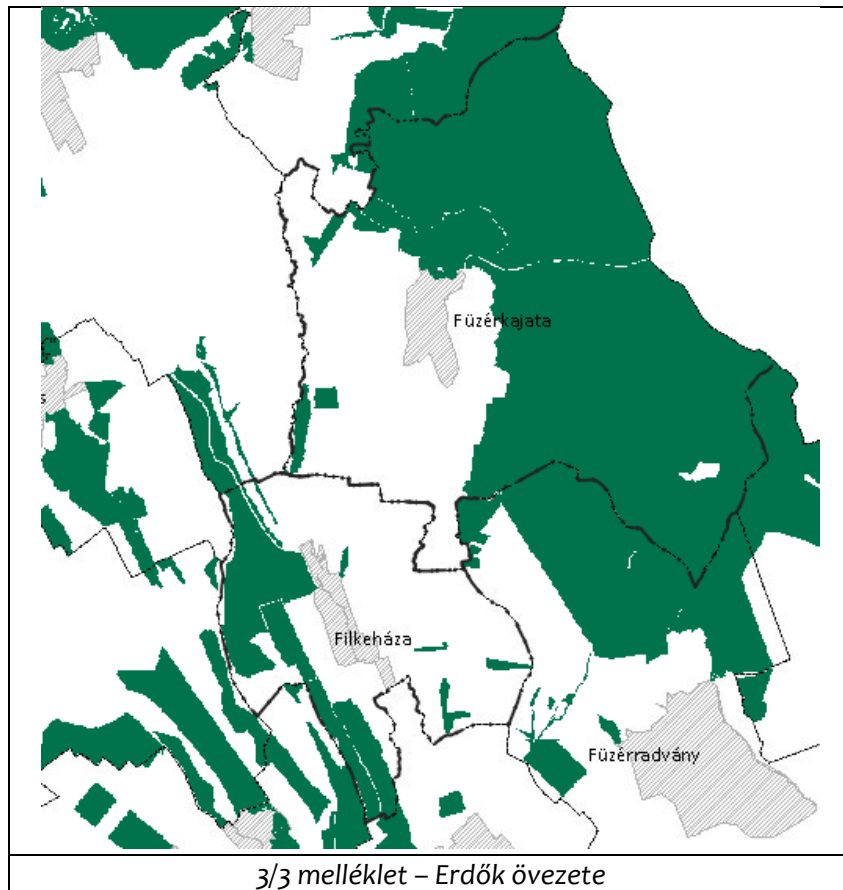 Füzérkajata
s
Filkeháza
Füzérradvány
3/3 melléklet – Erdők övezete